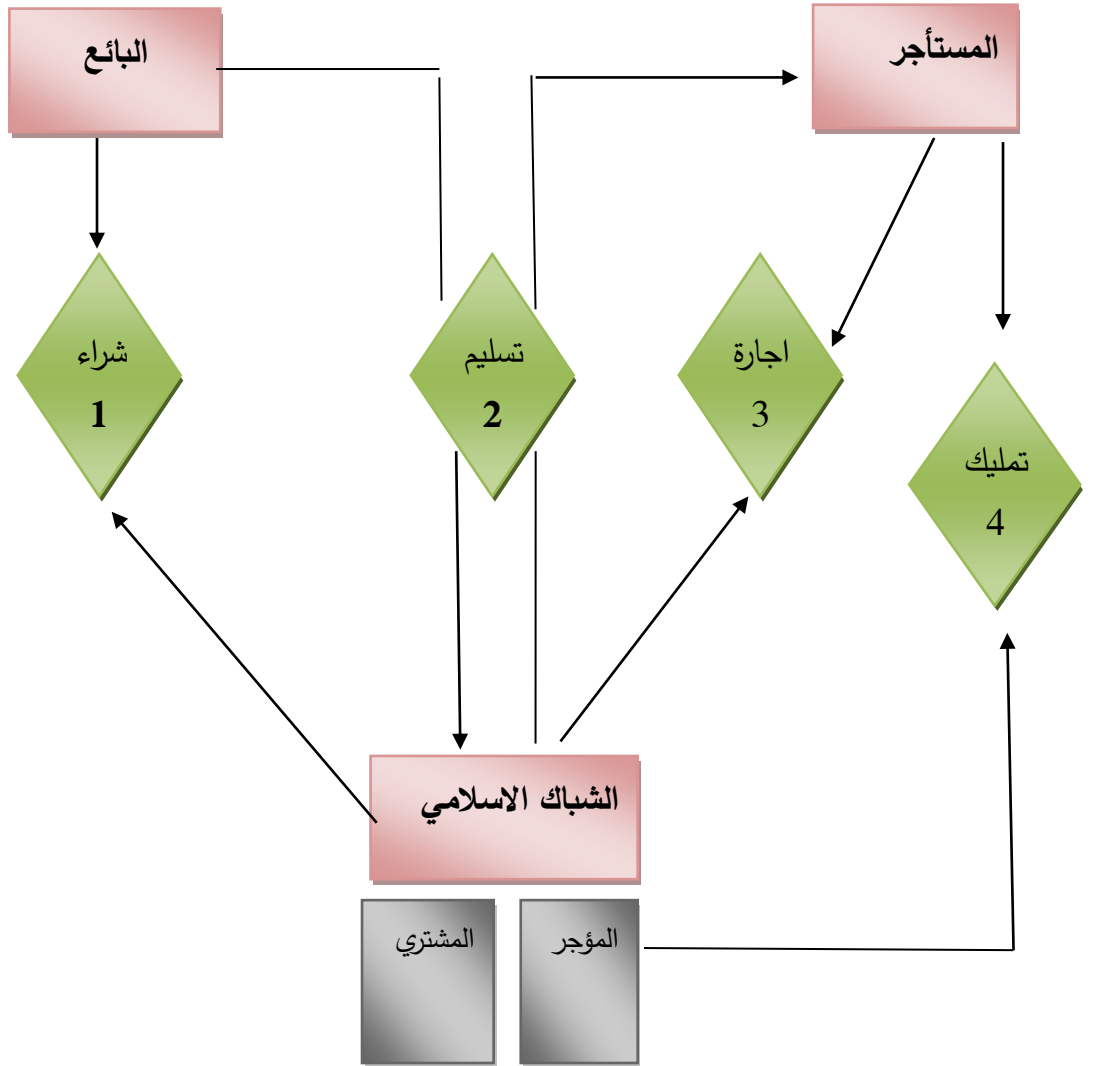 المستأجر
البائع
شراء
1
تسليم
2
اجارة
3
تمليك
4
الشباك الاسلامي
المؤجر
المشتري